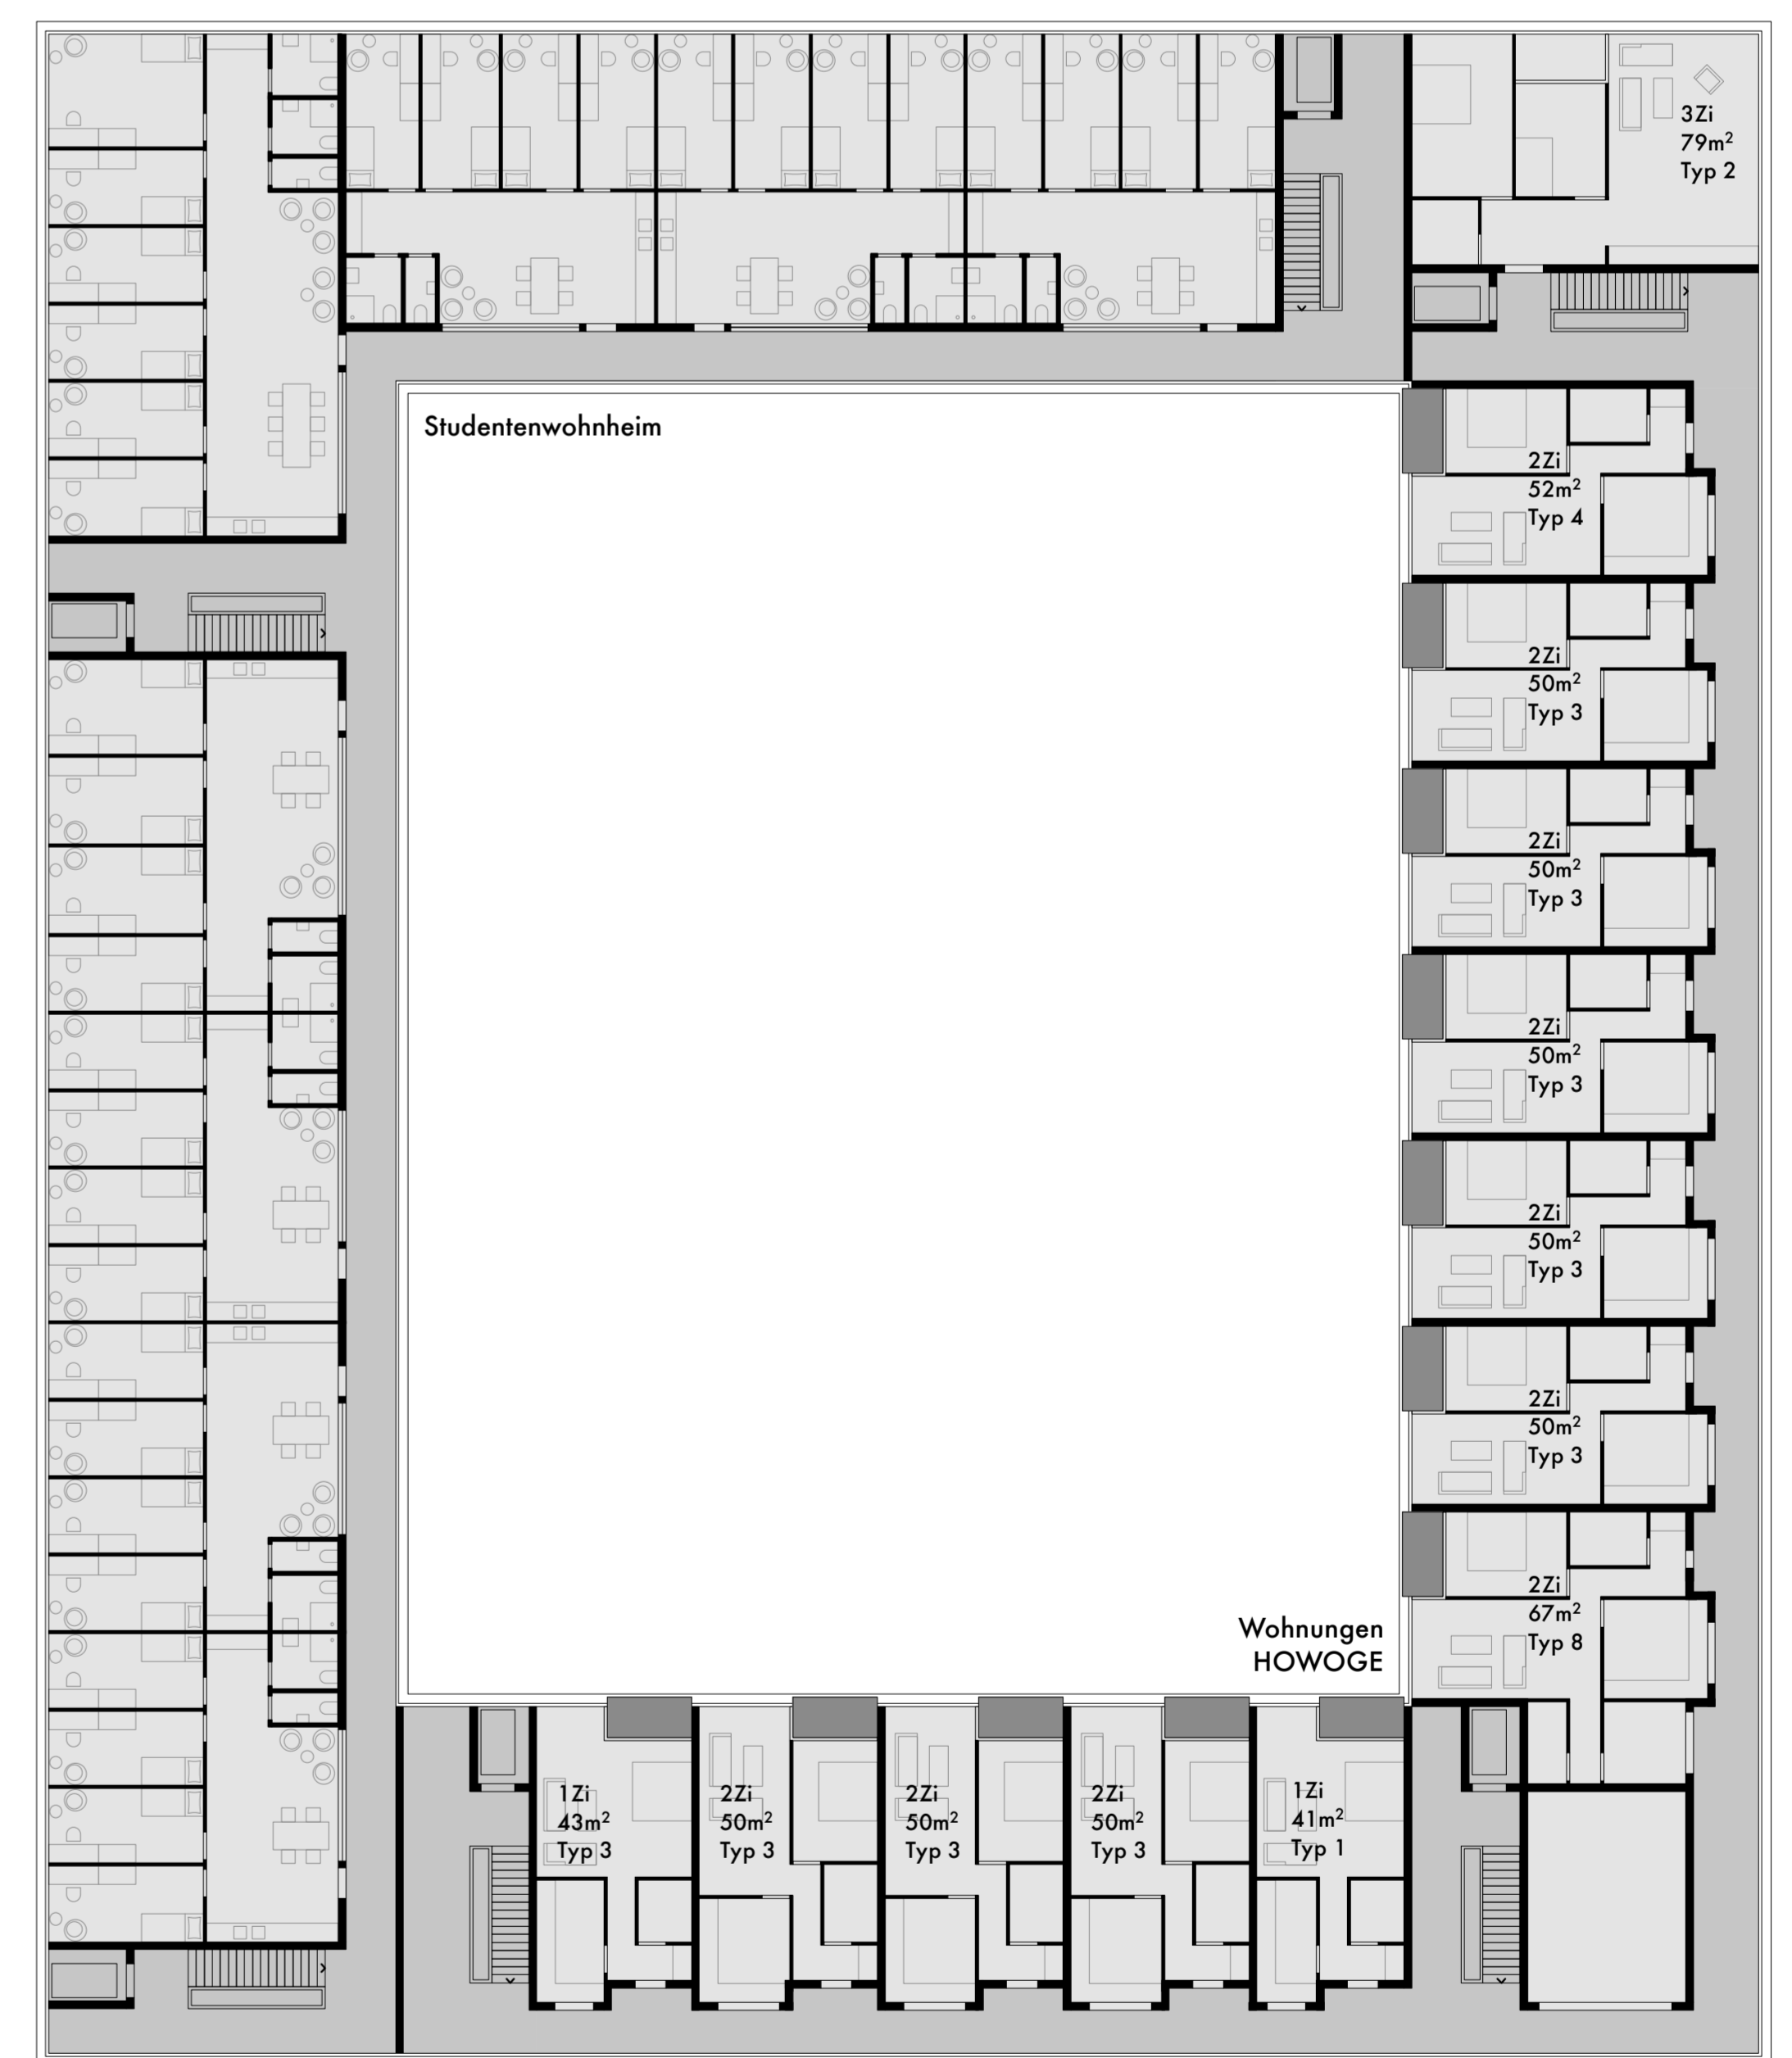 3Zi
79m²
Typ 2
Studentenwohnheim
2Zi
52m²
Typ 4
2Zi
50m²
Typ 3
2Zi
50m²
Typ 3
2Zi
50m²
Typ 3
2Zi
50m²
Typ 3
2Zi
50m²
Typ 3
2Zi
67m²
Typ 8
Wohnungen
HOWOGE
1Zi
43m²
Typ 3
2Zi
50m²
Typ 3
2Zi
50m²
Typ 3
2Zi
50m²
Typ 3
1Zi
41m²
Typ 1